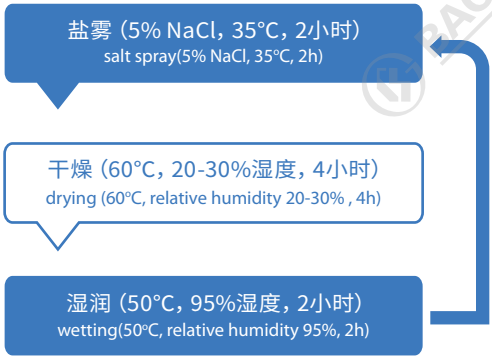 盐雾（5% NaCl，35℃，2小时）
salt spray(5% NaCl, 35℃, 2h)
干燥（60℃，20-30%湿度，4小时）
drying (60℃, relative humidity 20-30% , 4h)
湿润（50℃，95%湿度，2小时）
wetting(50℃, relative humidity 95%, 2h)